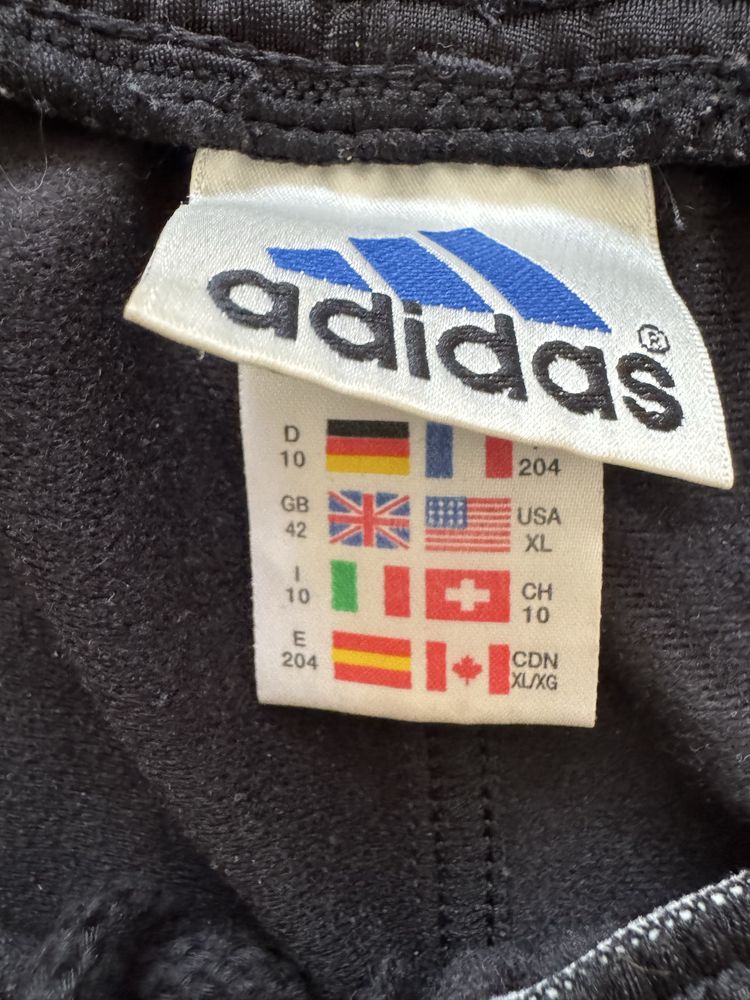 adidas®
D
10
204
GB
42
USA
XL
I
10
CH
10
E
204
CDN
XL/XG